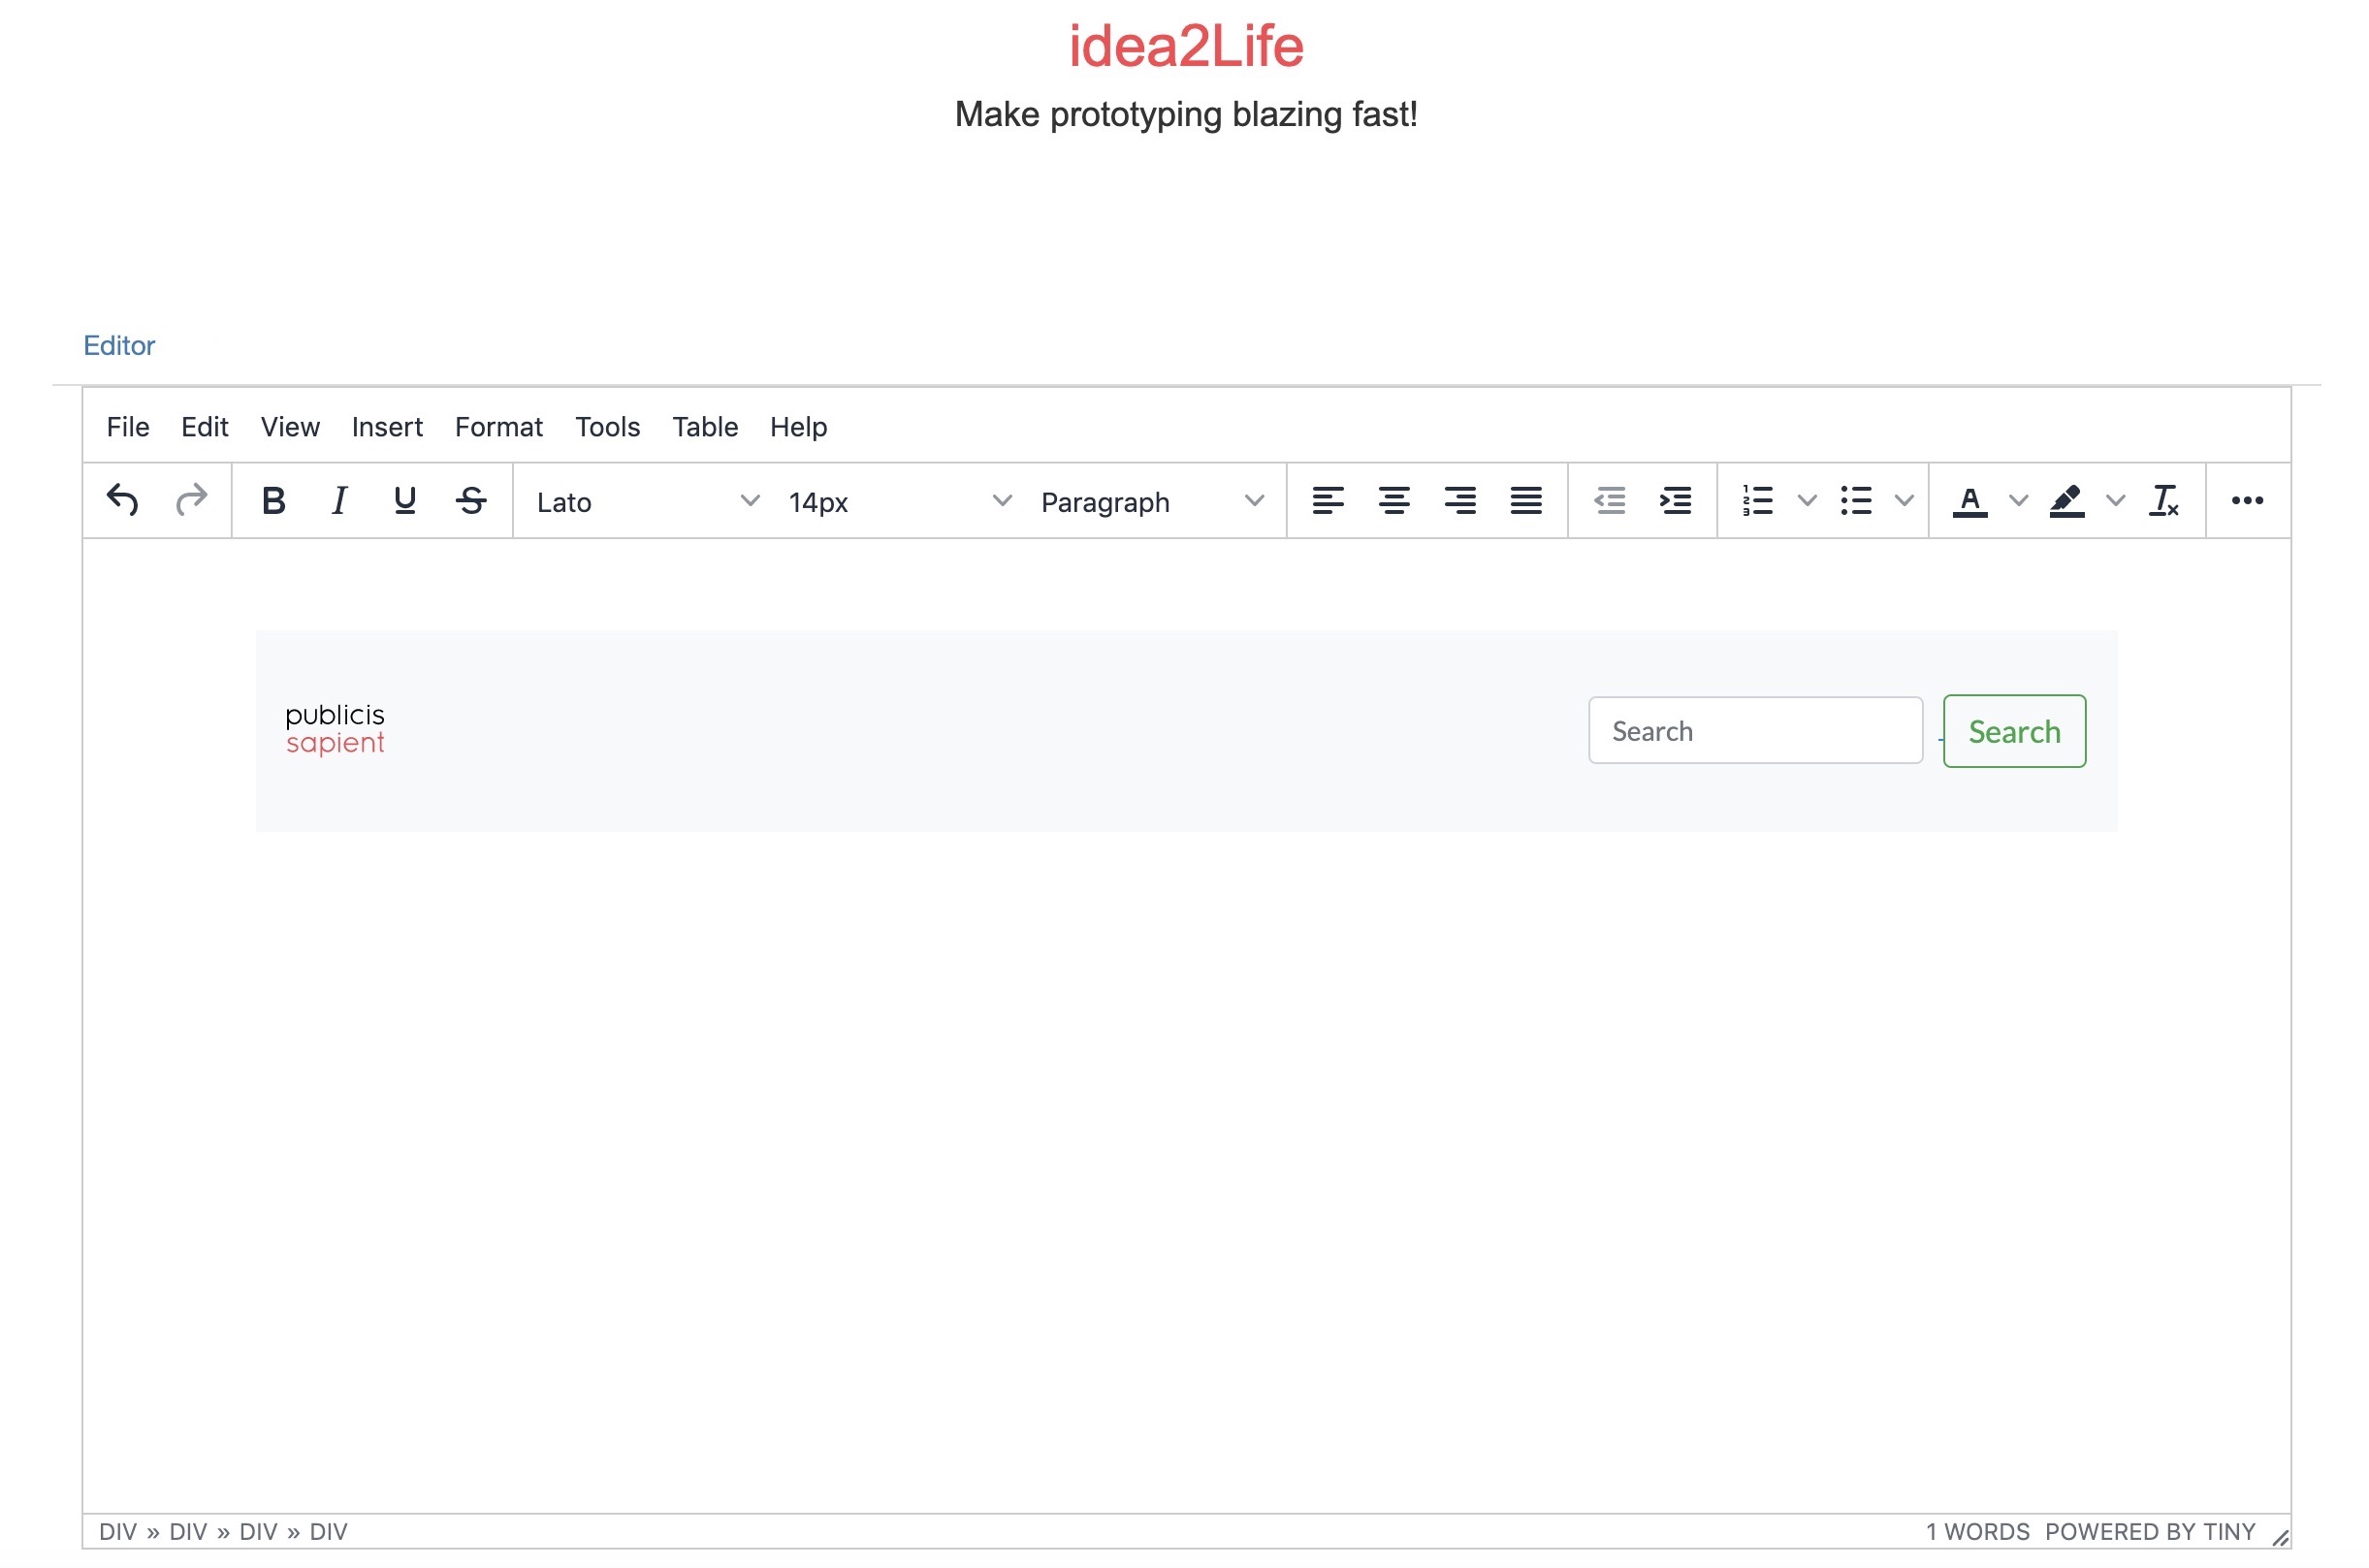 idea2Life
Make prototyping blazing fast!
Editor
File Edit View Insert Format Tools Table Help
B I U S Lato 14px Paragraph A
publicis
sapient
Search Search
DIV » DIV » DIV » DIV 1 WORDS POWERED BY TINY